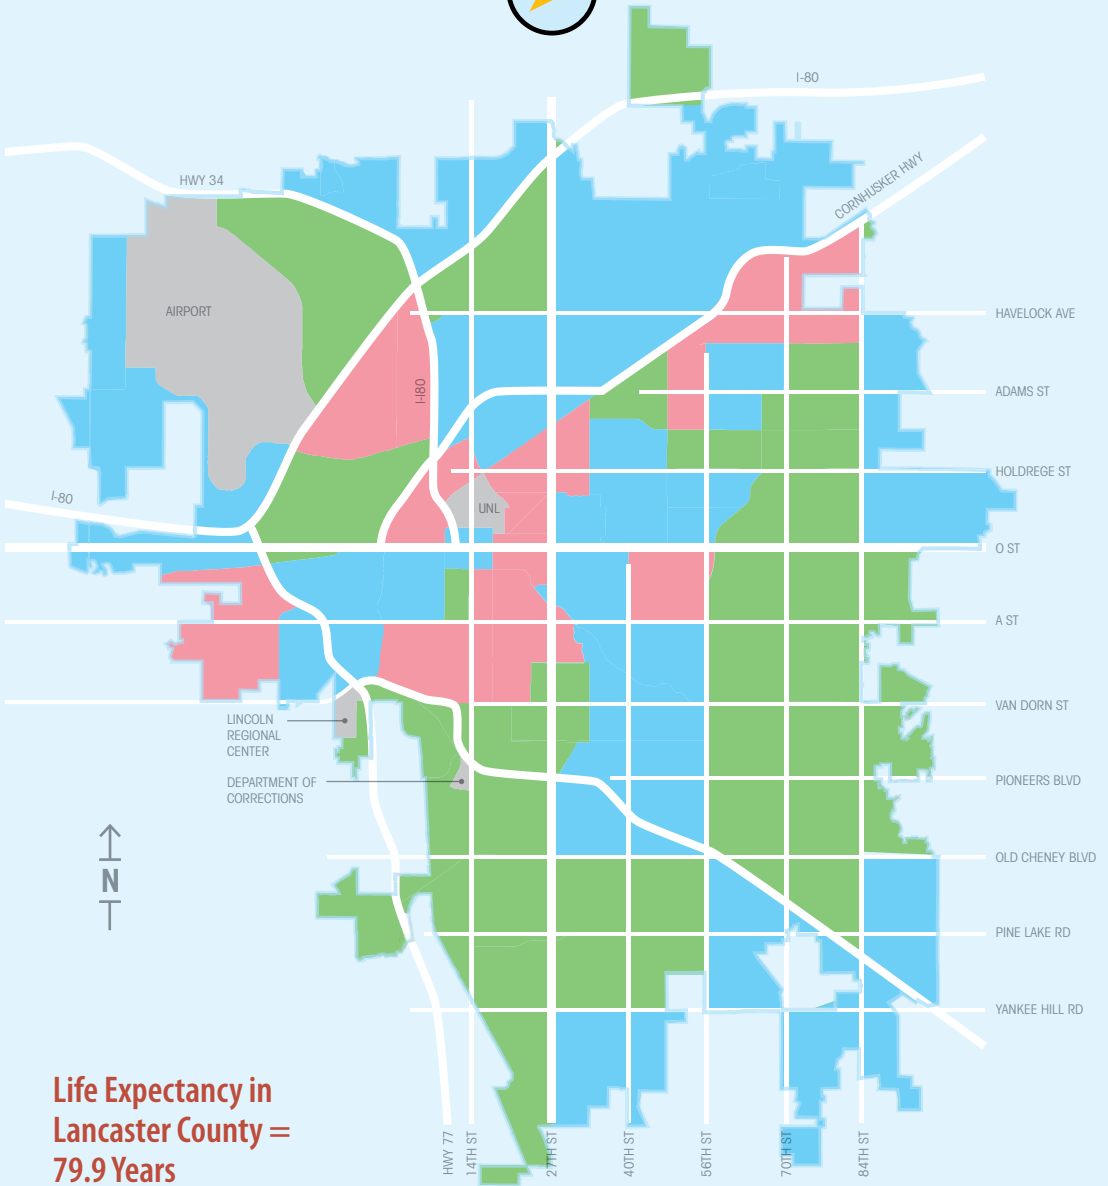 I-80
HWY 34
CORNHUSKER HWY
AIRPORT
HAVELOCK AVE
I-I80
ADAMS ST
HOLDREGE ST
I-80
UNL
O ST
A ST
VAN DORN ST
LINCOLN
REGIONAL
CENTER
DEPARTMENT OF
CORRECTIONS
PIONEERS BLVD
OLD CHENEY BLVD
N
PINE LAKE RD
YANKEE HILL RD
Life Expectancy in
Lancaster County =
79.9 Years
HWY 77
14TH ST
27TH ST
40TH ST
56TH ST
70TH ST
84TH ST